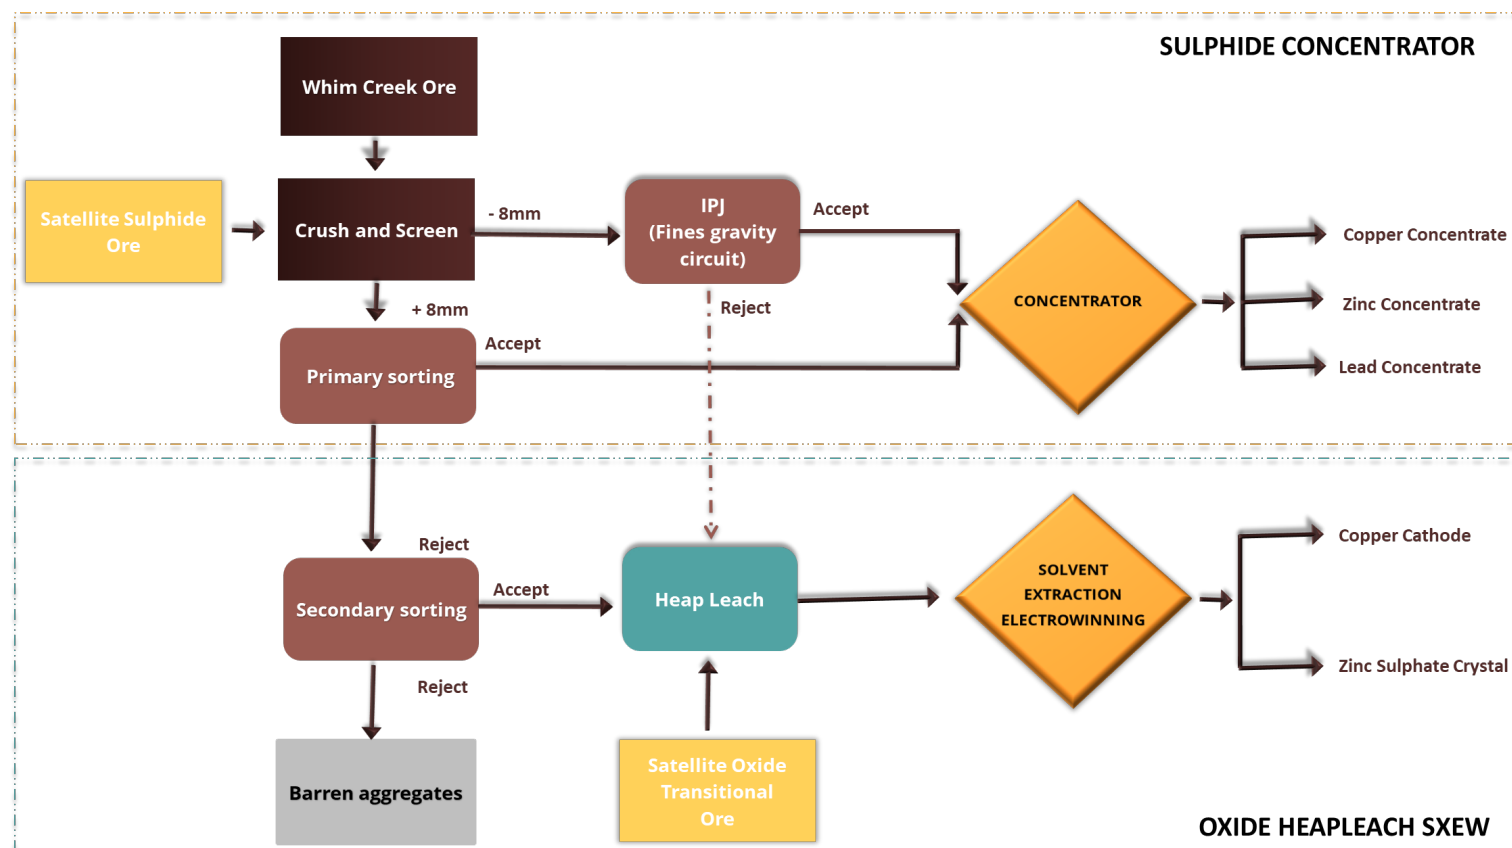 SULPHIDE CONCENTRATOR
Whim Creek Ore
Satellite Sulphide
Ore
Crush and Screen
- 8mm
IPJ
(Fines gravity
circuit)
Accept
Reject
+ 8mm
Primary sorting
Accept
CONCENTRATOR
Copper Concentrate
Zinc Concentrate
Lead Concentrate
Reject
Secondary sorting
Accept
Heap Leach
SOLVENT
EXTRACTION
ELECTROWINNING
Copper Cathode
Zinc Sulphate Crystal
Reject
Barren aggregates
Satellite Oxide
Transitional
Ore
OXIDE HEAPLEACH SXEW